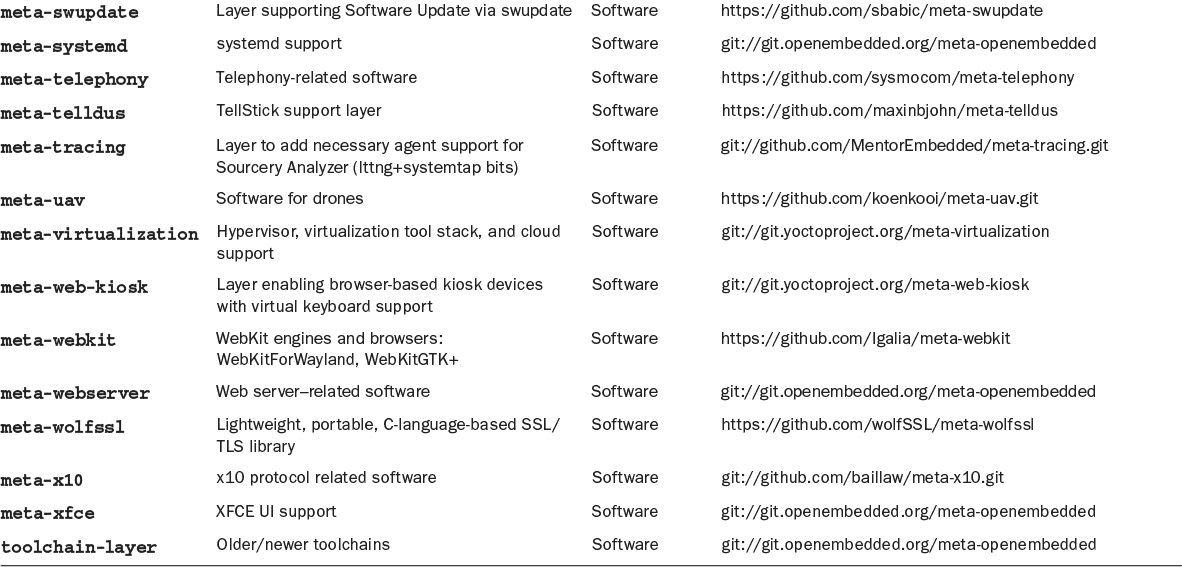 meta-swupdate Layer supporting Software Update via swupdate Software https://github.com/sbabic/meta-swupdate
meta-systemd systemd support Software git://git.openembedded.org/meta-openembedded
meta-telephony Telephony-related software Software https://github.com/sysmocom/meta-telephony
meta-telldus TellStick support layer Software https://github.com/maxinbjohn/meta-telldus
meta-tracing Layer to add necessary agent support for Software git://github.com/MentorEmbedded/meta-tracing.git
Sourcery Analyzer (lttng+systemtap bits)
meta-uav Software for drones Software https://github.com/koenkooi/meta-uav.git
meta-virtualization Hypervisor, virtualization tool stack, and cloud Software git://git.yoctoproject.org/meta-virtualization
support
meta-web-kiosk Layer enabling browser-based kiosk devices Software git://git.yoctoproject.org/meta-web-kiosk
with virtual keyboard support
meta-webkit WebKit engines and browsers: Software https://github.com/Igalia/meta-webkit
WebKitForWayland, WebKitGTK+
meta-webserver Web server–related software Software git://git.openembedded.org/meta-openembedded
meta-wolfssl Lightweight, portable, C-language-based SSL/ Software https://github.com/wolfSSL/meta-wolfssl
TLS library
meta-x10 x10 protocol related software Software git://github.com/baillaw/meta-x10.git
meta-xfce XFCE UI support Software git://git.openembedded.org/meta-openembedded
toolchain-layer Older/newer toolchains Software git://git.openembedded.org/meta-openembedded